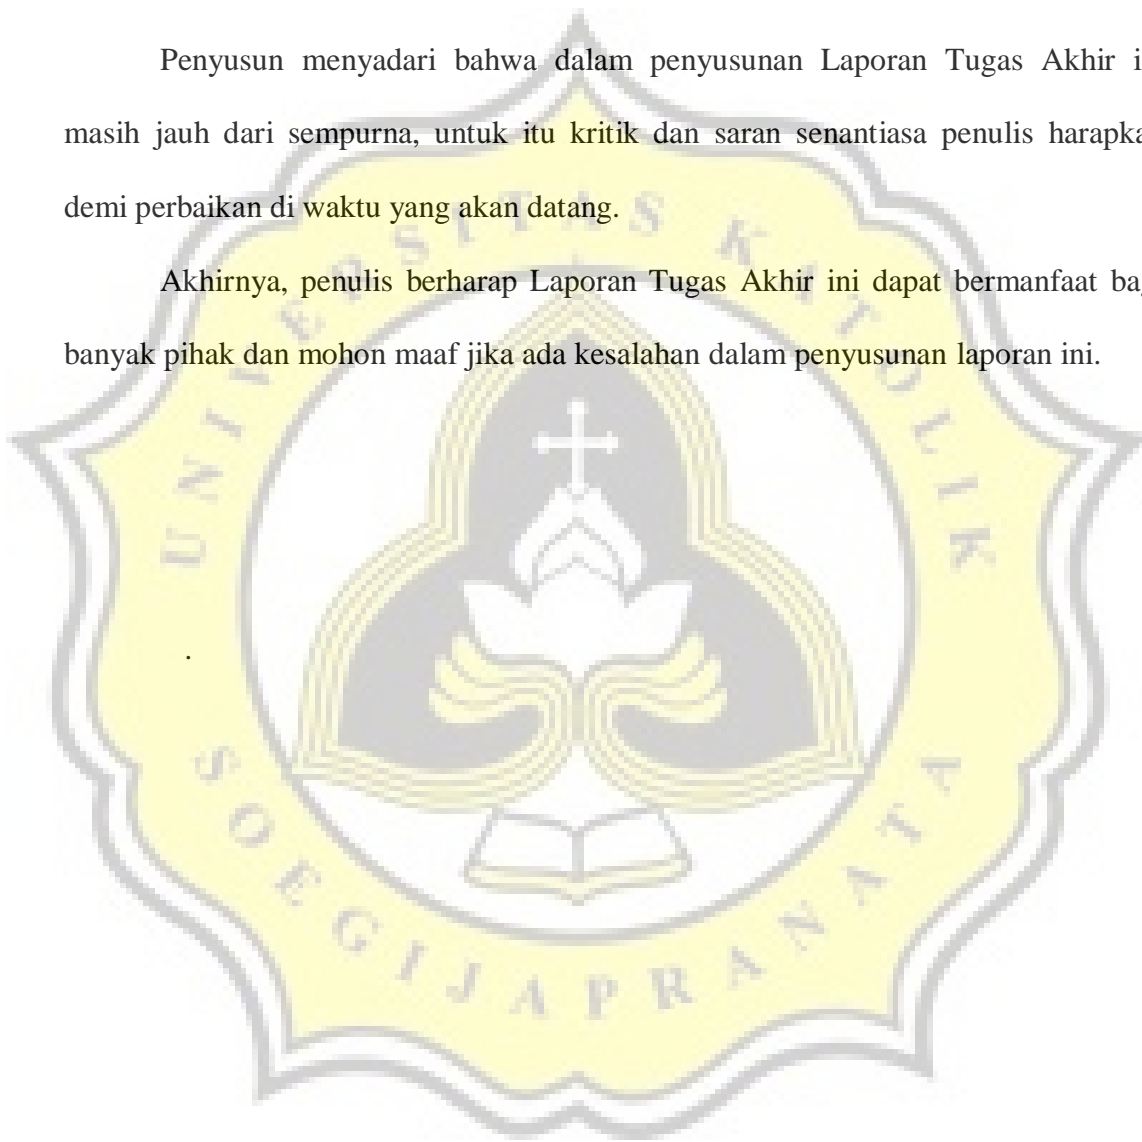 Penyusun menyadari bahwa dalam penyusunan Laporan Tugas Akhir i
masih jauh dari sempurna, untuk itu kritik dan saran senantiasa penulis harapka
demi perbaikan di waktu yang akan datang.
Akhirnya, penulis berharap Laporan Tugas Akhir ini dapat bermanfaat bag
banyak pihak dan mohon maaf jika ada kesalahan dalam penyusunan laporan ini.
.
UNIVERSITAS KATOLIK
SOEGIJAPRANATA